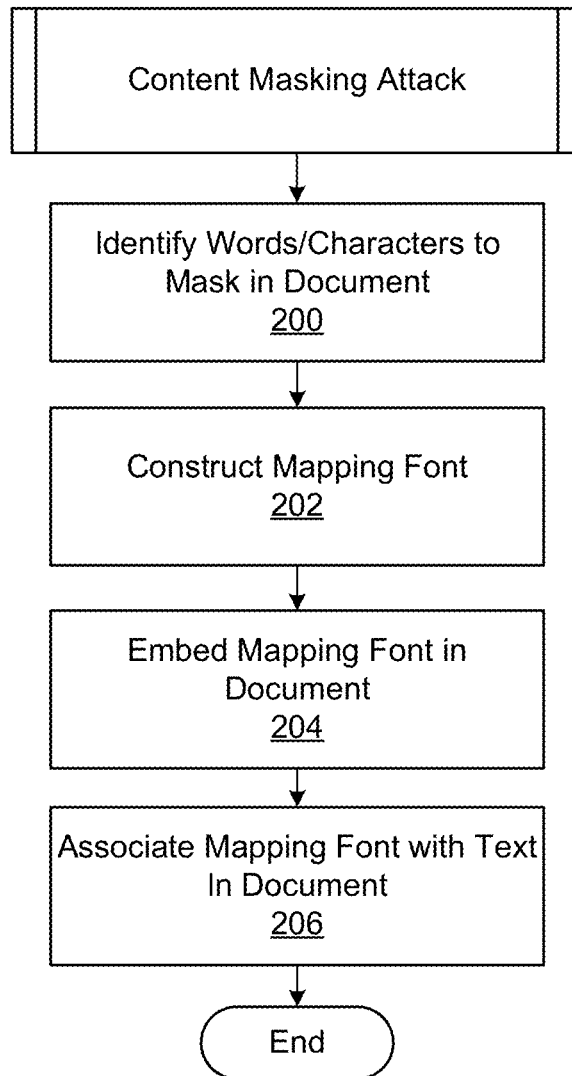 Content Masking Attack
Identify Words/Characters to
Mask in Document
200
Construct Mapping Font
202
Embed Mapping Font in
Document
204
Associate Mapping Font with Text
In Document
206
End